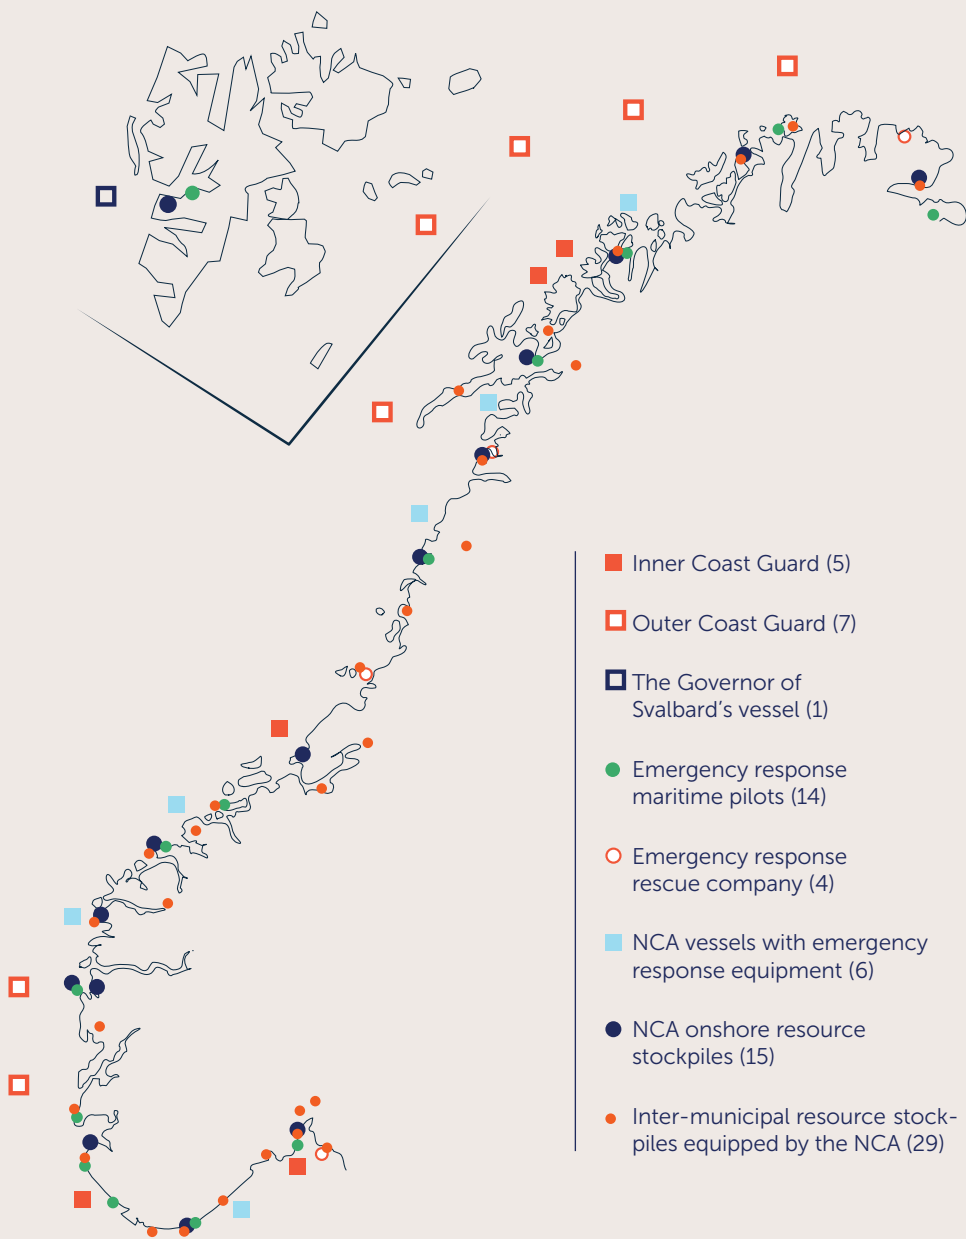 Inner Coast Guard (5)
Outer Coast Guard (7)
The Governor of
Svalbard’s vessel (1)
Emergency response
maritime pilots (14)
Emergency response
rescue company (4)
NCA vessels with emergency
response equipment (6)
NCA onshore resource
stockpiles (15)
Inter-municipal resource stock-
piles equipped by the NCA (29)